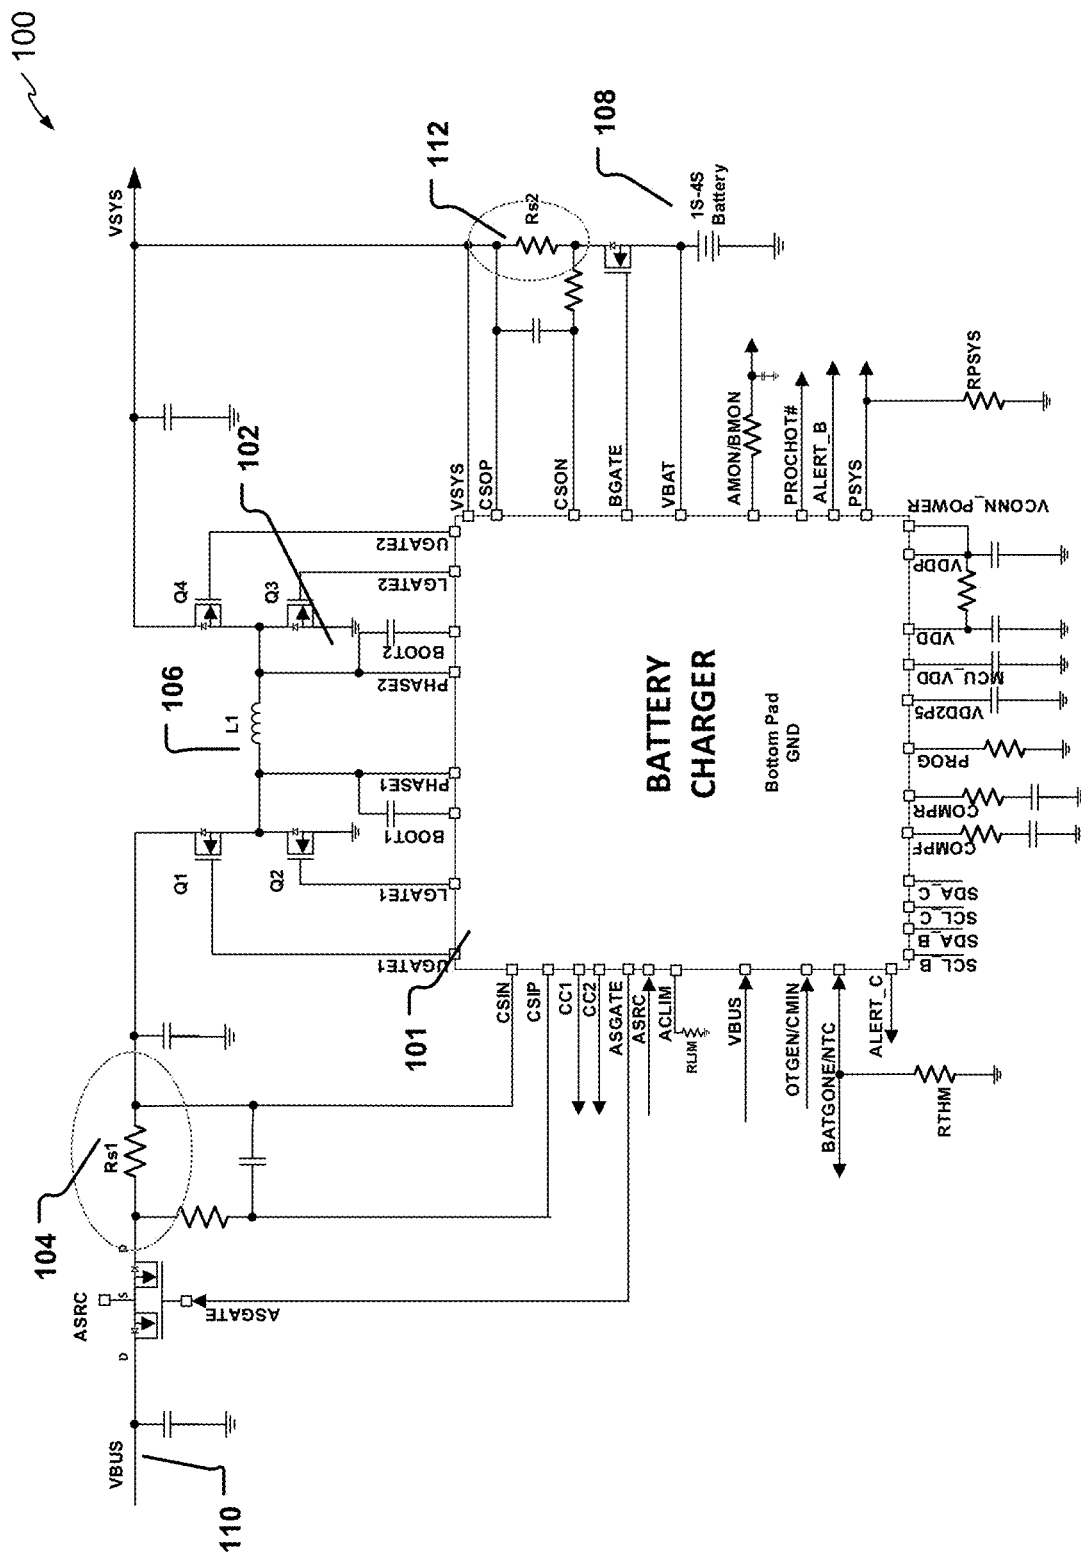 100
VBUS
110
D
ASRC
S
D
ASGATE
104
Rs1
VSYS
Q1
Q2
106
L1
Q4
Q3
102
112
Rs2
108
1S-4S
Battery
101
UGATE1
LGATE1
BOOT1
PHASE1
PHASE2
BOOT2
LGATE2
UGATE2
CSIN
CSIP
CC1
CC2
ASGATE
ASRC
ACLIM
RLIM
VBUS
OTGEN/CMIN
BATGONE/NTC
RTHM
ALERT_C
BATTERY
CHARGER
Bottom Pad
GND
VSYS
CSOP
CSON
BGATE
VBAT
AMON/BMON
PROCHOT#
ALERT_B
PSYS
RPSYS
SCL_B
SDA_B
SCL_C
SDA_C
COMPF
COMPR
PROG
VDD2P5
MCU_VDD
VDD
VDDP
VCONN_POWER